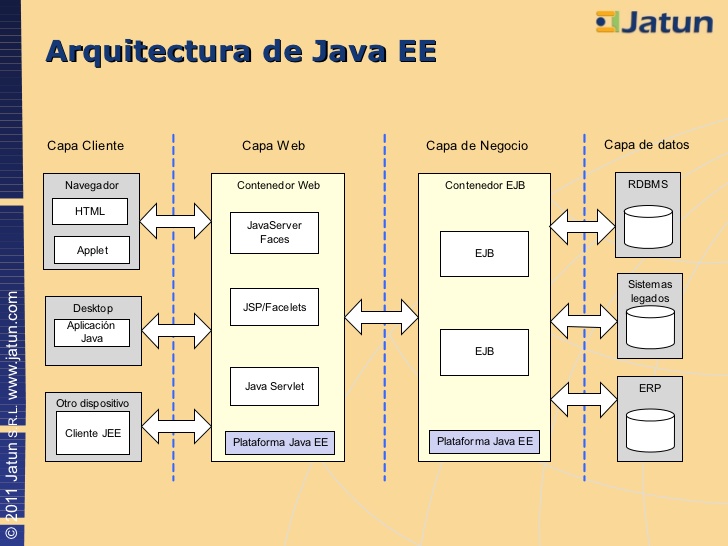 Jatun
Arquitectura de Java EE
Capa Cliente
Capa Web
Capa de Negocio
Capa de datos
Navegador
HTML
Applet
Desktop
Aplicación
Java
Otro dispositivo
Cliente JEE
Contenedor Web
JavaServer
Faces
JSP/Facelets
Java Servlet
Plataforma Java EE
Contenedor EJB
EJB
EJB
Plataforma Java EE
RDBMS
Sistemas
legados
ERP
© 2011 Jatun S.R.L. www.jatun.com